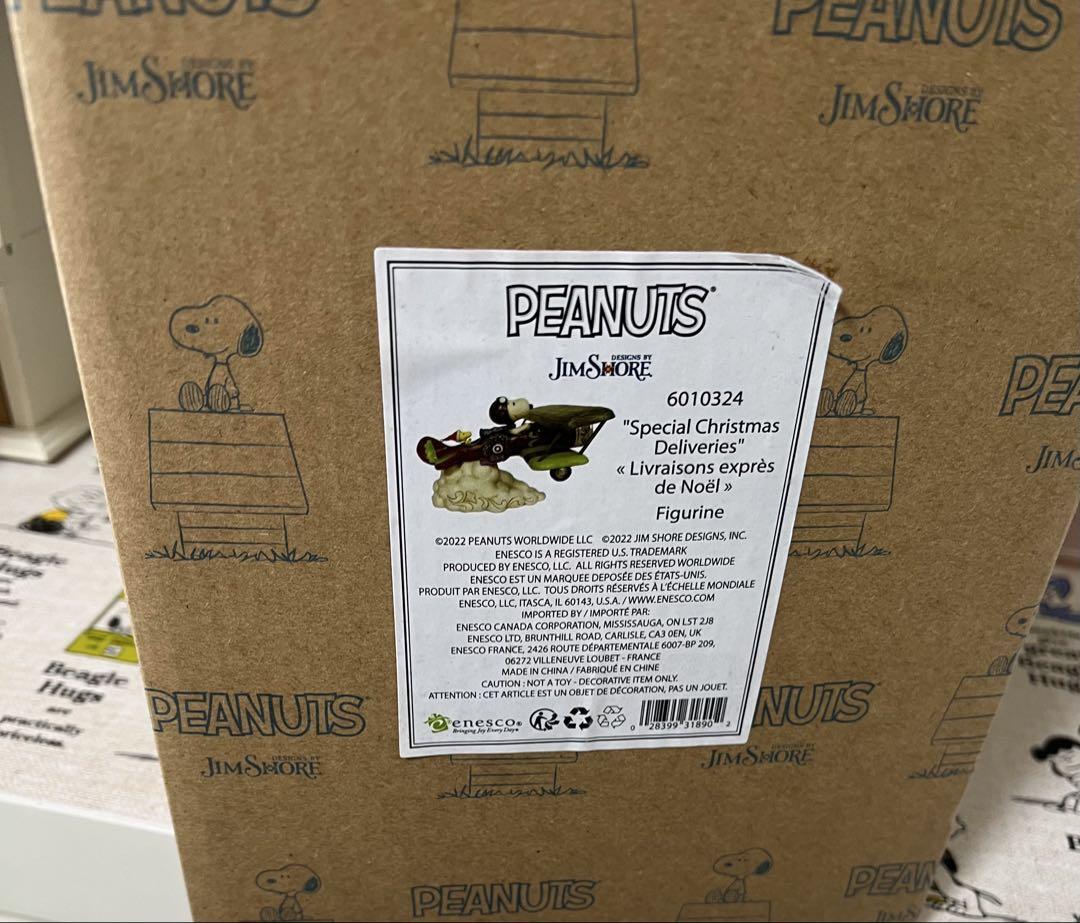 PEANUTS
JIM SHORE
DESIGNS BY
JIM SHORE
PEANUTS®
DESIGNS BY
JIM SHORE
6010324
"Special Christmas
Deliveries"
« Livraisons exprès
de Noël »
Figurine
©2022 PEANUTS WORLDWIDE LLC ©2022 JIM SHORE DESIGNS, INC.
ENESCO IS A REGISTERED U.S. TRADEMARK
PRODUCED BY ENESCO, LLC. ALL RIGHTS RESERVED WORLDWIDE
ENESCO EST UN MARQUEE DEPOSÉE DES ÉTATS-UNIS.
PRODUIT PAR ENESCO, LLC. TOUS DROITS RÉSERVÉS À L'ÉCHELLE MONDIALE
ENESCO, LLC, ITASCA, IL 60143, U.S.A. / WWW.ENESCO.COM
IMPORTED BY / IMPORTÉ PAR:
ENESCO CANADA CORPORATION, MISSISSAUGA, ON L5T 2J8
ENESCO LTD, BRUNTHILL ROAD, CARLISLE, CA3 0EN, UK
ENESCO FRANCE, 2426 ROUTE DÉPARTEMENTALE 6007-BP 209,
06272 VILLENEUVE LOUBET - FRANCE
MADE IN CHINA / FABRIQUÉ EN CHINE
CAUTION : NOT A TOY - DECORATIVE ITEM ONLY.
ATTENTION : CET ARTICLE EST UN OBJET DE DÉCORATION, PAS UN JOUET.
enesco®
Bringing Joy Every Day®
0 28399 31890 2
PEANUTS
DESIGNS BY
JIM SHORE
NUTS
DESIGNS BY
JIM SHORE
PEANUTS
PEAN
Beagle
Hugs
are
practically